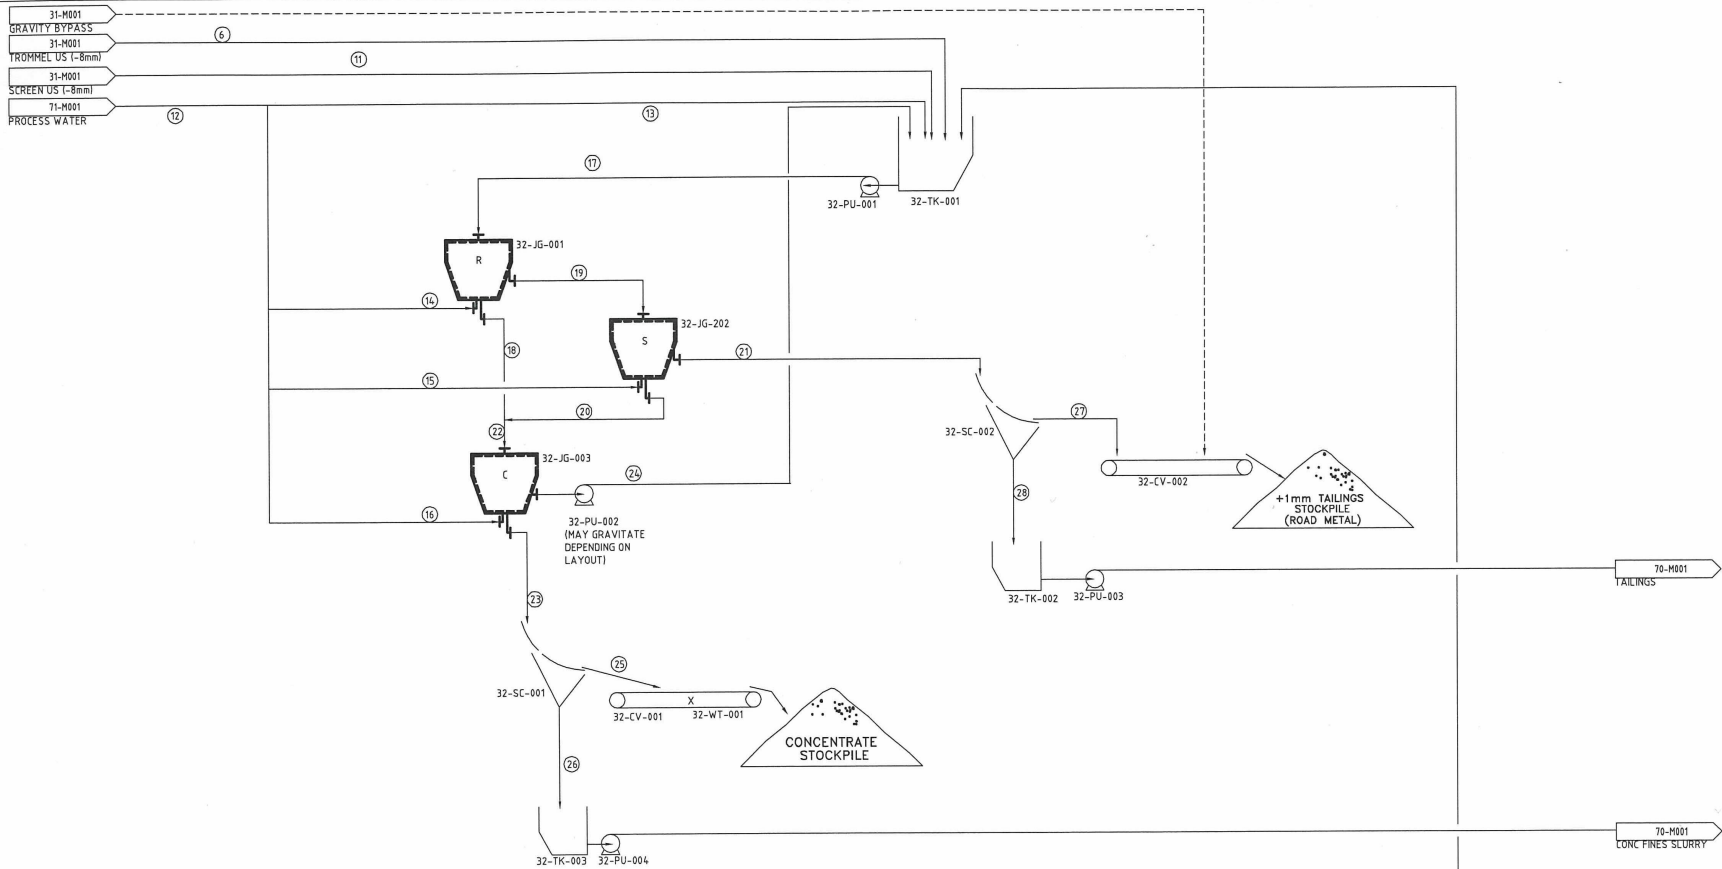 31-M001
GRAVITY BYPASS
31-M001
TROMMEL US (-8mm)
31-M001
SCREEN US (-8mm)
71-M001
PROCESS WATER
6
11
12
13
17
32-PU-001
32-TK-001
32-JG-001
R
19
14
32-JG-202
S
18
21
15
20
27
22
32-SC-002
32-JG-003
C
24
32-CV-002
28
+1mm TAILINGS
STOCKPILE
(ROAD METAL)
16
32-PU-002
(MAY GRAVITATE
DEPENDING ON
LAYOUT)
70-M001
TAILINGS
32-TK-002
32-PU-003
23
25
32-SC-001
X
32-CV-001
32-WT-001
CONCENTRATE
STOCKPILE
26
70-M001
CONC FINES SLURRY
32-TK-003
32-PU-004